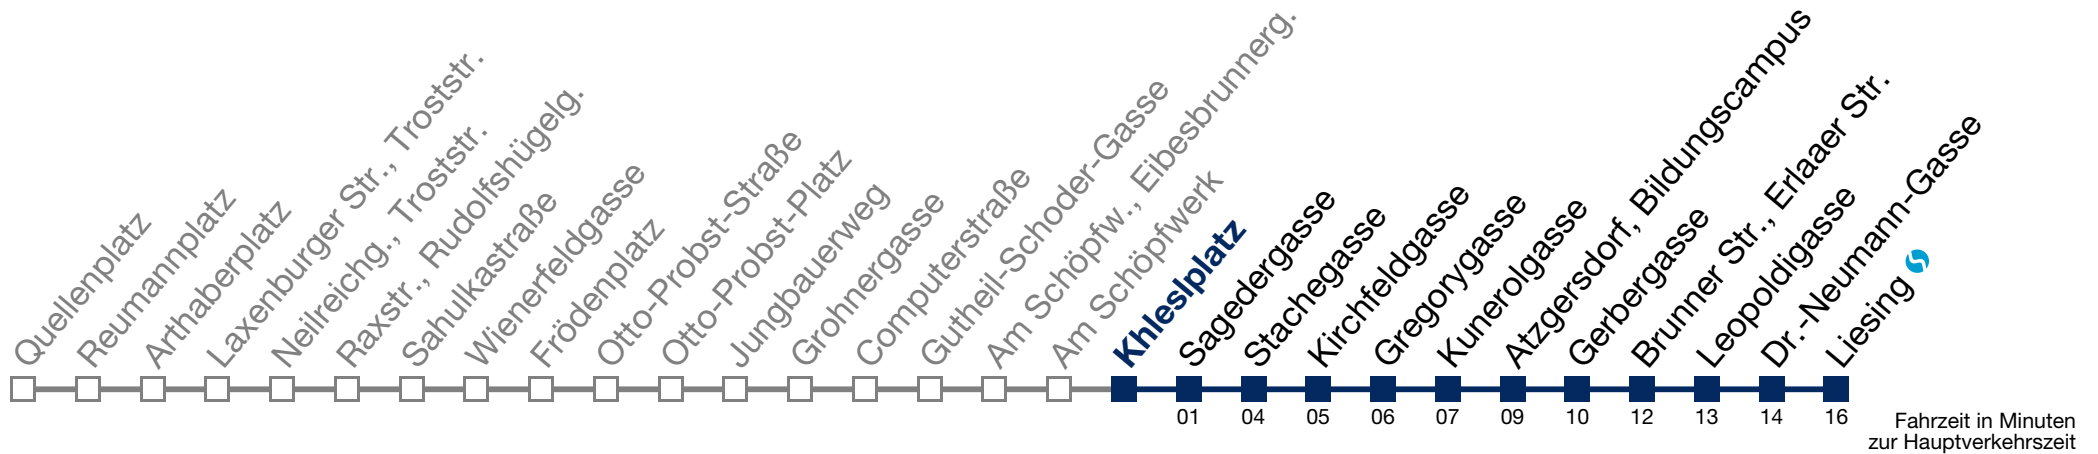 Quellenplatz
Reumannplatz
Arthaberplatz
Laxenburger Str., Troststr.
Neilreichg., Troststr.
Raxstr., Rudolfshügelg.
Sahulkastraße
Wienerfeldgasse
Frödenplatz
Otto-Probst-Straße
Otto-Probst-Platz
Jungbauerweg
Grohnergasse
Computerstraße
Gutheil-Schoder-Gasse
Am Schöpfw., Eibesbrunnerg.
Am Schöpfwerk
Khleslplatz
Sagedergasse
Stachegasse
Kirchfeldgasse
Gregorygasse
Kunerolgasse
Atzgersdorf, Bildungscampus
Gerbergasse
Brunner Str., Erlaaer Str.
Leopoldigasse
Dr.-Neumann-Gasse
Liesing
01 04 05 06 07 09 10 12 13 14 16
Fahrzeit in Minuten
zur Hauptverkehrszeit